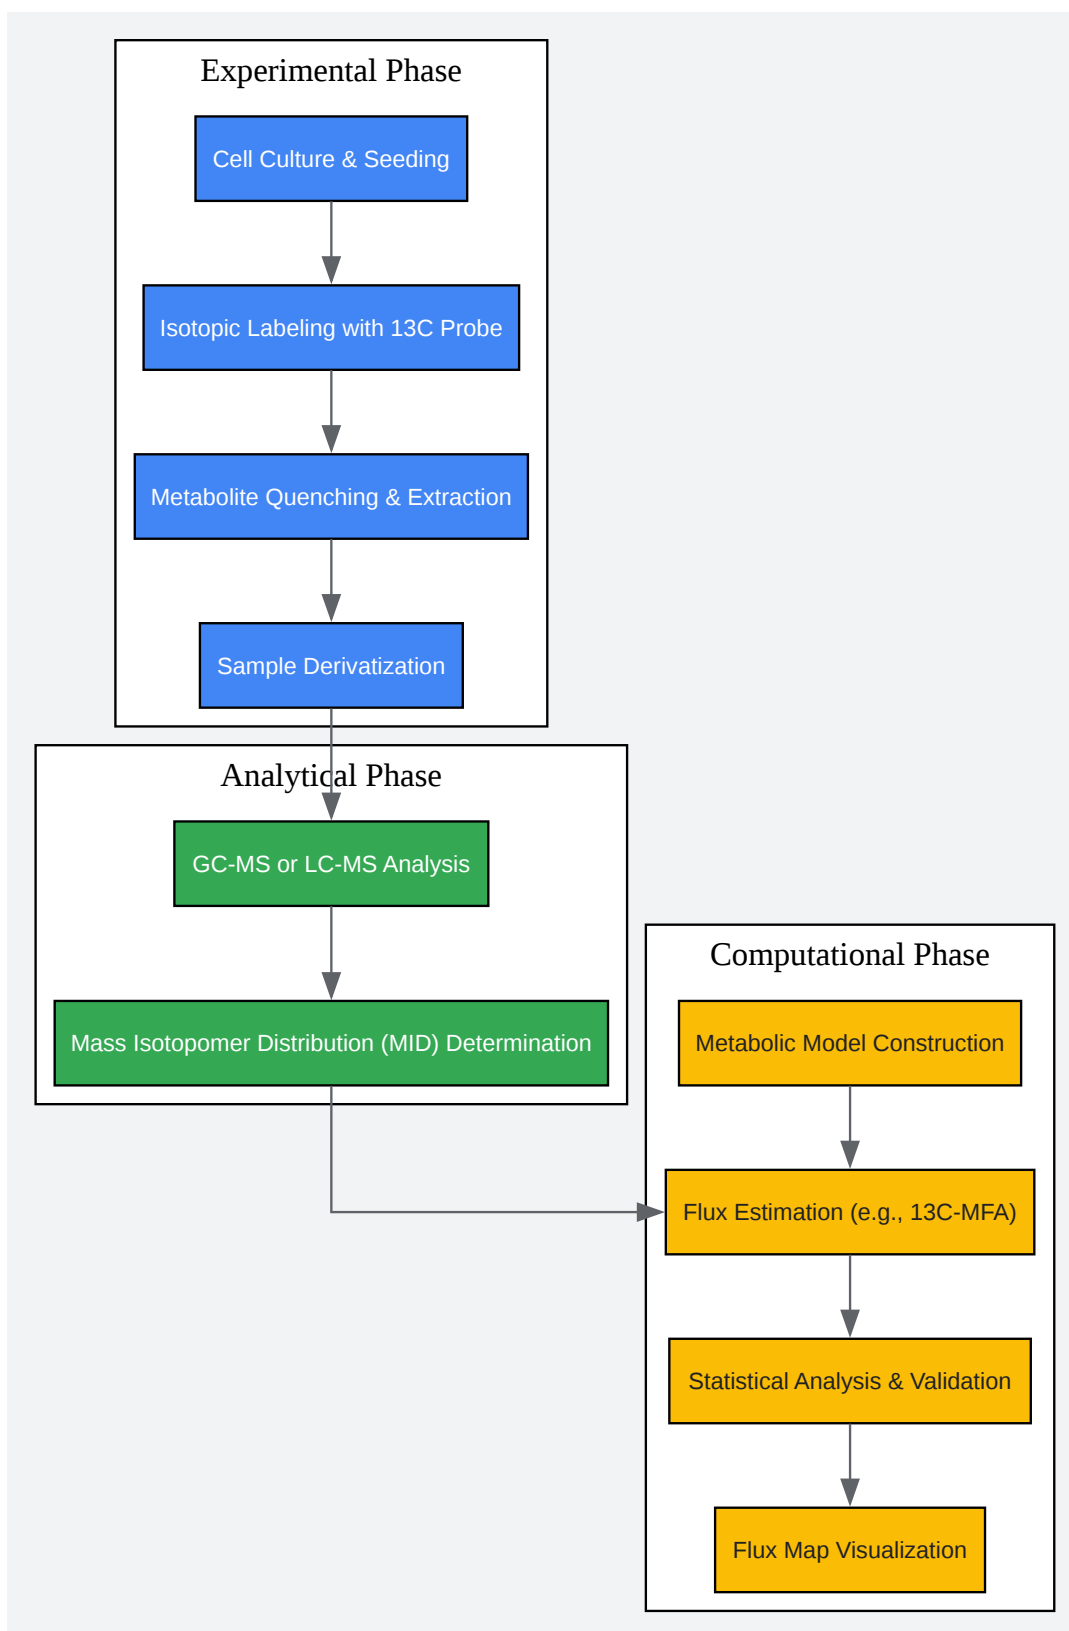 Experimental Phase
Cell Culture & Seeding
Isotopic Labeling with 13C Probe
Metabolite Quenching & Extraction
Sample Derivatization
Analytical Phase
GC-MS or LC-MS Analysis
Mass Isotopomer Distribution (MID) Determination
Computational Phase
Metabolic Model Construction
Flux Estimation (e.g., 13C-MFA)
Statistical Analysis & Validation
Flux Map Visualization